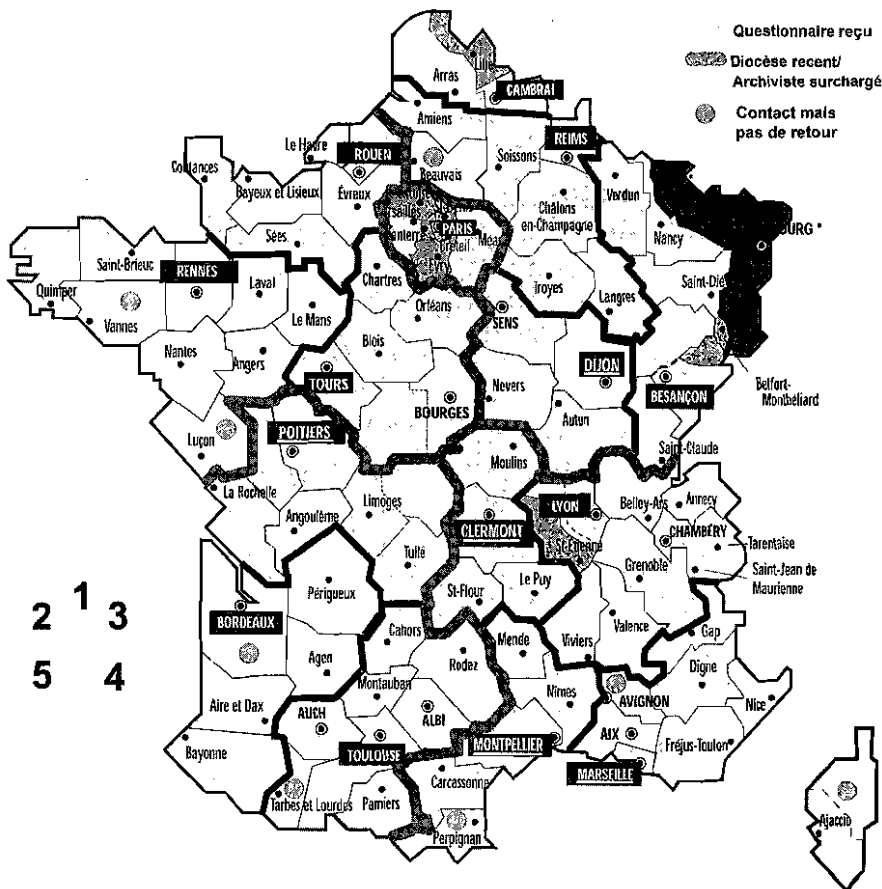 Questionnaire reçu
Diocèse recent/
Archiviste surchargé
Contact mais
pas de retour
Lille
Arras
CAMBRAI
Amiens
Le Havre
ROUEN
Beauvais
Soissons
REIMS
Coutances
Bayeux et Lisieux
Évreux
Châlons
en-Champagne
Verdun
Nancy
PARIS
Créteil
Évry
Sées
Saint-Brieuc
RENNES
Quimper
Vannes
Laval
Le Mans
Chartres
Orléans
SENS
Troyes
Langres
Saint-Dié
Nantes
Angers
Blois
TOURS
BOURGES
Nevers
DIJON
Autun
BESANÇON
Belfort-
Montbéliard
Luçon
POITIERS
Moulins
Saint-Claude
La Rochelle
Angoulême
Limoges
CLERMONT
LYON
Belley-Ars
Annecy
CHAMBÉRY
Tarentaise
Saint-Jean de
Maurienne
St-Étienne
Grenoble
Tulle
Périgueux
St-Flour
Le Puy
Valence
Viviers
Gap
2 1 3
5 4
BORDEAUX
Cahors
Mende
Rodez
Agen
Montauban
ALBI
Nîmes
AVIGNON
Digne
Nice
Aire et Dax
AUCH
TOULOUSE
MONTPELLIER
AIX
Fréjus-Toulon
MARSEILLE
Bayonne
Tarbes et Lourdes
Pamiers
Carcassonne
Perpignan
Ajaccio